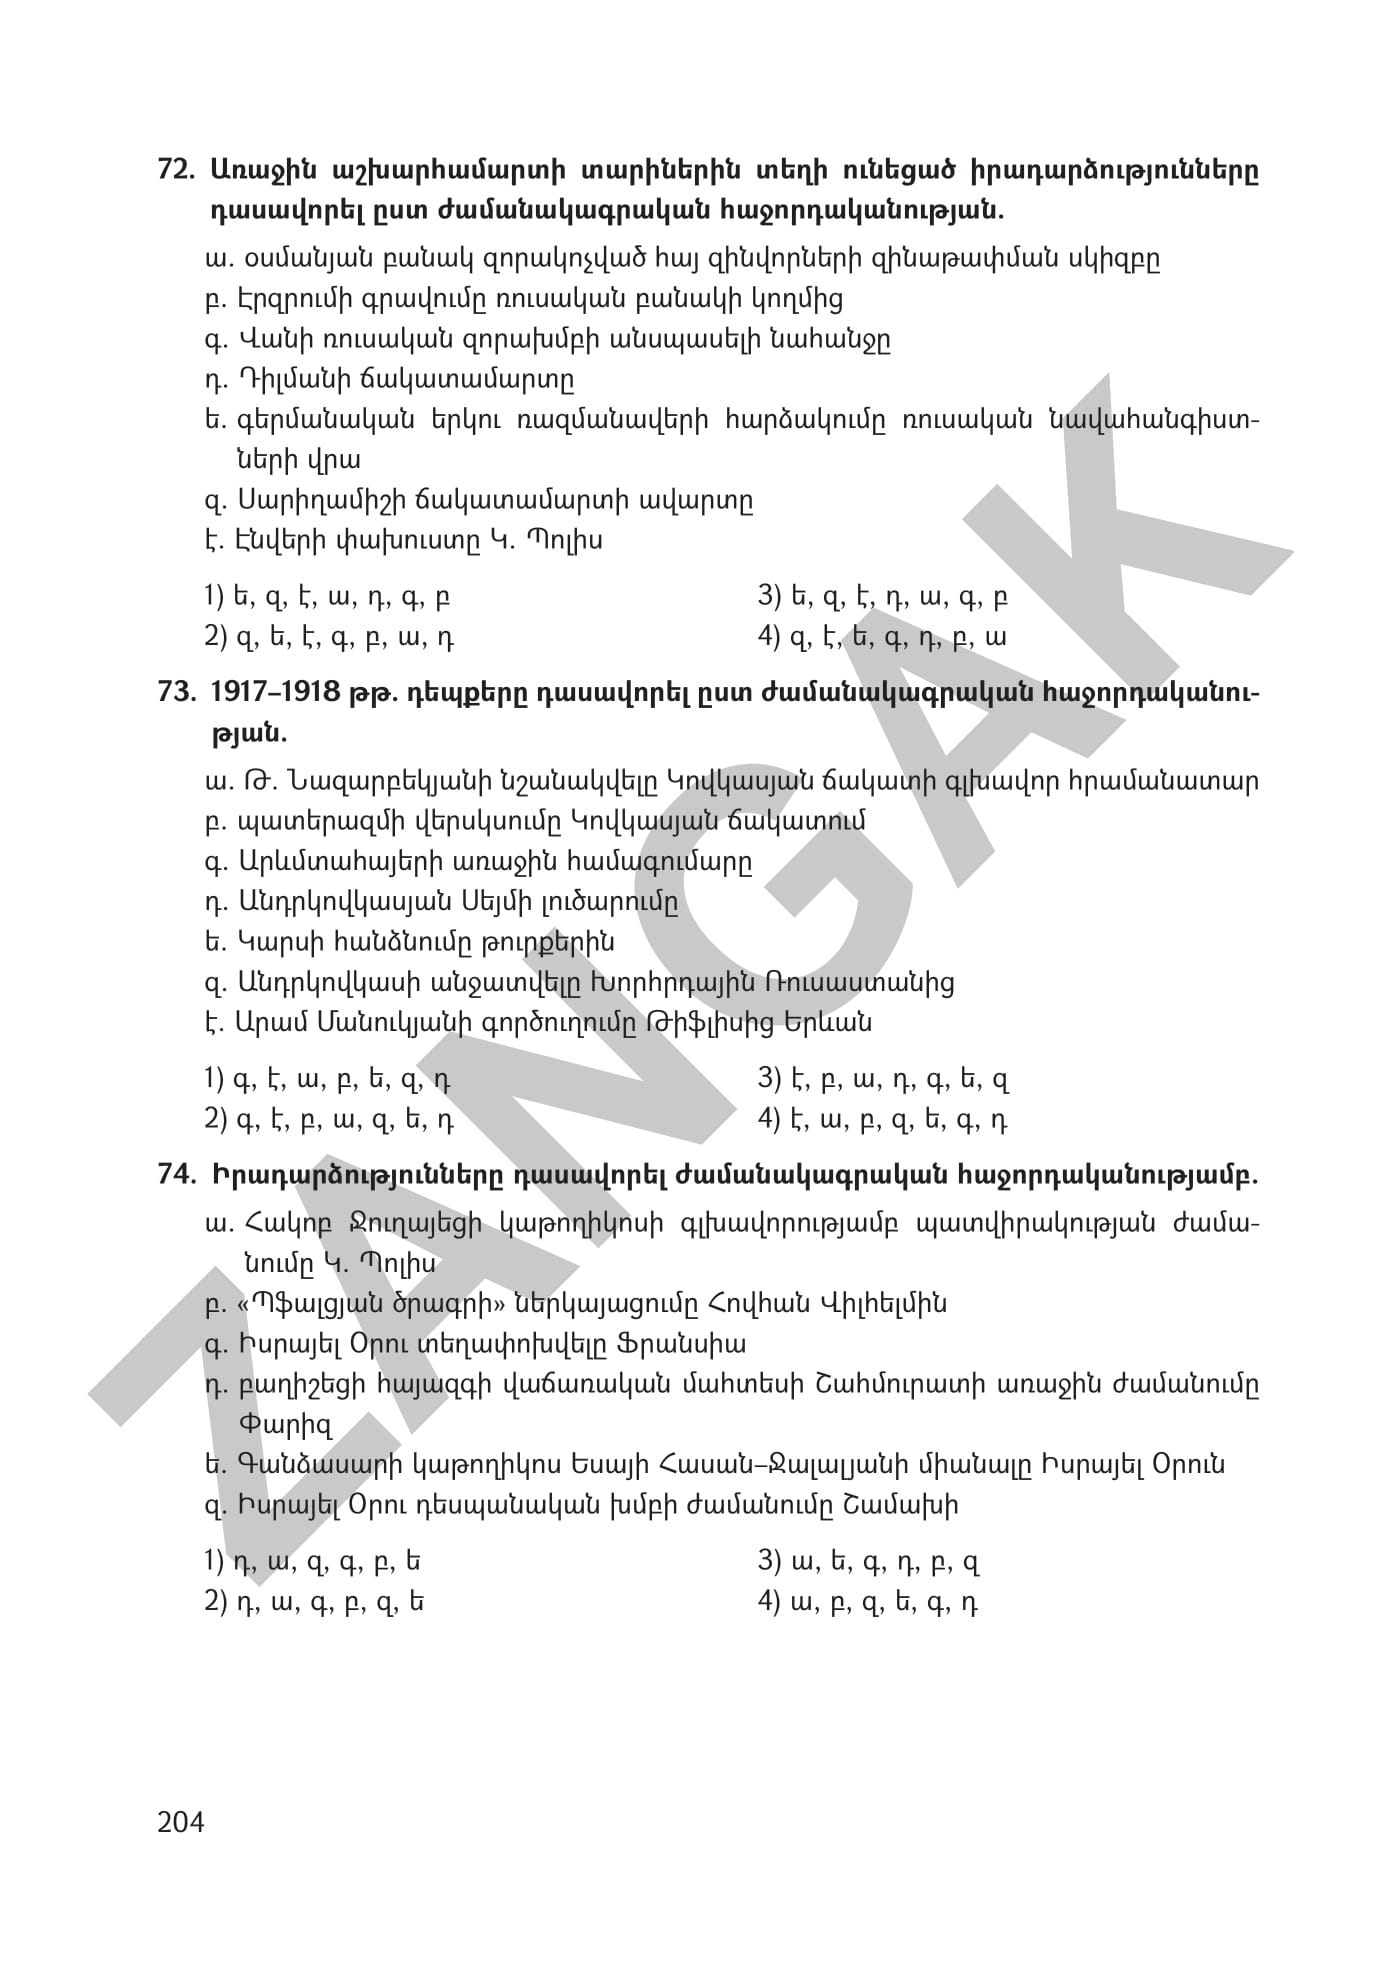 72. Առաջին աշխարհամարտի տարիներին տեղի ունեցած իրադարձությունները
դասավորել ըստ ժամանակագրական հաջորդականության.
ա. օսմանյան բանակ զորակոչված հայ զինվորների զինաթափման սկիզբը
բ. Էրզրումի գրավումը ռուսական բանակի կողմից
գ. Վանի ռուսական զորախմբի անսպասելի նահանջը
դ. Դիլմանի ճակատամարտը
ե. գերմանական երկու ռազմանավերի հարձակումը ռուսական նավահանգիստ-
ների վրա
զ. Սարիղամիշի ճակատամարտի ավարտը
է. Էնվերի փախուստը Կ. Պոլիս
1) ե, զ, է, ա, դ, գ, բ
3) ե, զ, է, դ, ա, գ, բ
2) զ, ե, է, գ, բ, ա, դ
4) զ, է, ե, գ, դ, բ, ա
73. 1917–1918 թթ. դեպքերը դասավորել ըստ ժամանակագրական հաջորդականու-
թյան.
ա. Թ. Նազարբեկյանի նշանակվելը Կովկասյան ճակատի գլխավոր հրամանատար
բ. պատերազմի վերսկսումը Կովկասյան ճակատում
գ. Արևմտահայերի առաջին համագումարը
դ. Անդրկովկասյան Սեյմի լուծարումը
ե. Կարսի հանձնումը թուրքերին
զ. Անդրկովկասի անջատվելը Խորհրդային Ռուսաստանից
է. Արամ Մանուկյանի գործուղումը Թիֆլիսից Երևան
1) գ, է, ա, բ, ե, զ, դ
3) է, բ, ա, դ, գ, ե, զ
2) գ, է, բ, ա, զ, ե, դ
4) է, ա, բ, զ, ե, գ, դ
74. Իրադարձությունները դասավորել ժամանակագրական հաջորդականությամբ.
ա. Հակոբ Ջուղայեցի կաթողիկոսի գլխավորությամբ պատվիրակության ժամա-
նումը Կ. Պոլիս
բ. «Պֆալցյան ծրագրի» ներկայացումը Հովհան Վիլհելմին
գ. Իսրայել Օրու տեղափոխվելը Ֆրանսիա
դ. բաղիշեցի հայազգի վաճառական մահտեսի Շահմուրատի առաջին ժամանումը
Փարիզ
ե. Գանձասարի կաթողիկոս Եսայի Հասան–Ջալալյանի միանալը Իսրայել Օրուն
զ. Իսրայել Օրու դեսպանական խմբի ժամանումը Շամախի
1) դ, ա, զ, գ, բ, ե
3) ա, ե, գ, դ, բ, զ
2) դ, ա, գ, բ, զ, ե
4) ա, բ, զ, ե, գ, դ
204
ZANGAK